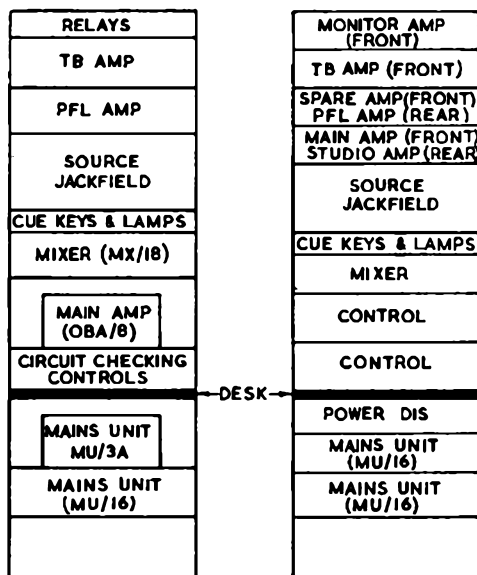 RELAYS
TB AMP
PFL AMP
SOURCE
JACKFIELD
CUE KEYS & LAMPS
MIXER (MX/18)
MAIN AMP
(OBA/8)
CIRCUIT CHECKING
CONTROLS
MAINS UNIT
MU/3A
MAINS UNIT
(MU/16)
DESK
MONITOR AMP
(FRONT)
TB AMP (FRONT)
SPARE AMP (FRONT)
PFL AMP (REAR)
MAIN AMP (FRONT)
STUDIO AMP (REAR
SOURCE
JACKFIELD
CUE KEYS & LAMPS
MIXER
CONTROL
CONTROL
POWER DIS
MAINS UNIT
(MU/16)
MAINS UNIT
(MU/16)